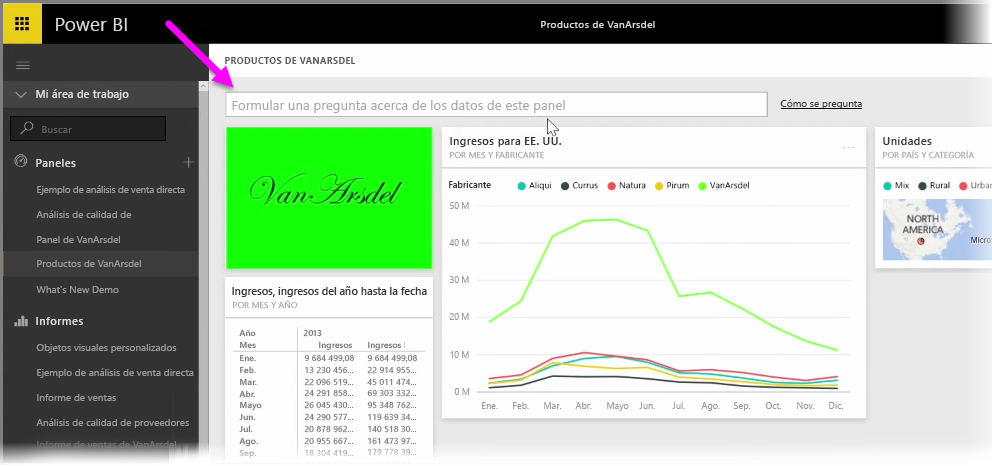 Power BI
Productos de VanArsdel
PRODUCTOS DE VANARSDEL
Mi área de trabajo
Buscar
Paneles
Ejemplo de análisis de venta directa
Análisis de calidad de
Panel de VanArsdel
Productos de VanArsdel
What's New Demo
Informes
Objetos visuales personalizados
Ejemplo de análisis de venta directa
Informe de ventas
Análisis de calidad de proveedores
Informe de ventas de VanArsdel
Formular una pregunta acerca de los datos de este panel
Cómo se pregunta
VanArsdel
Ingresos, ingresos del año hasta la fecha
POR MES Y AÑO
Año 2013
Mes Ingresos Ingresos
Ene. 9 684 499,08 9 684 499,08
Feb. 13 230 456... 22 914 955...
Mar. 22 096 519... 45 011 474...
Abr. 24 291 858... 69 303 332...
Mayo 26 045 430... 95 348 762...
Jun. 24 290 577... 119 639 34...
Jul. 20 878 962... 140 518 30...
Ago. 20 955 667... 161 473 97...
Sep. 18 304 419... 179 778 39...
Ingresos para EE. UU.
POR MES Y FABRICANTE
...
Fabricante Aliqui Currus Natura Pirum VanArsdel
50 M
40 M
30 M
20 M
10 M
0 M
Ene. Feb. Mar. Abr. Mayo Jun. Jul. Ago. Sep. Oct. Nov. Dic.
Unidades
POR PAÍS Y CATEGORÍA
Mix Rural Urban
NORTH
AMERICA
Micros